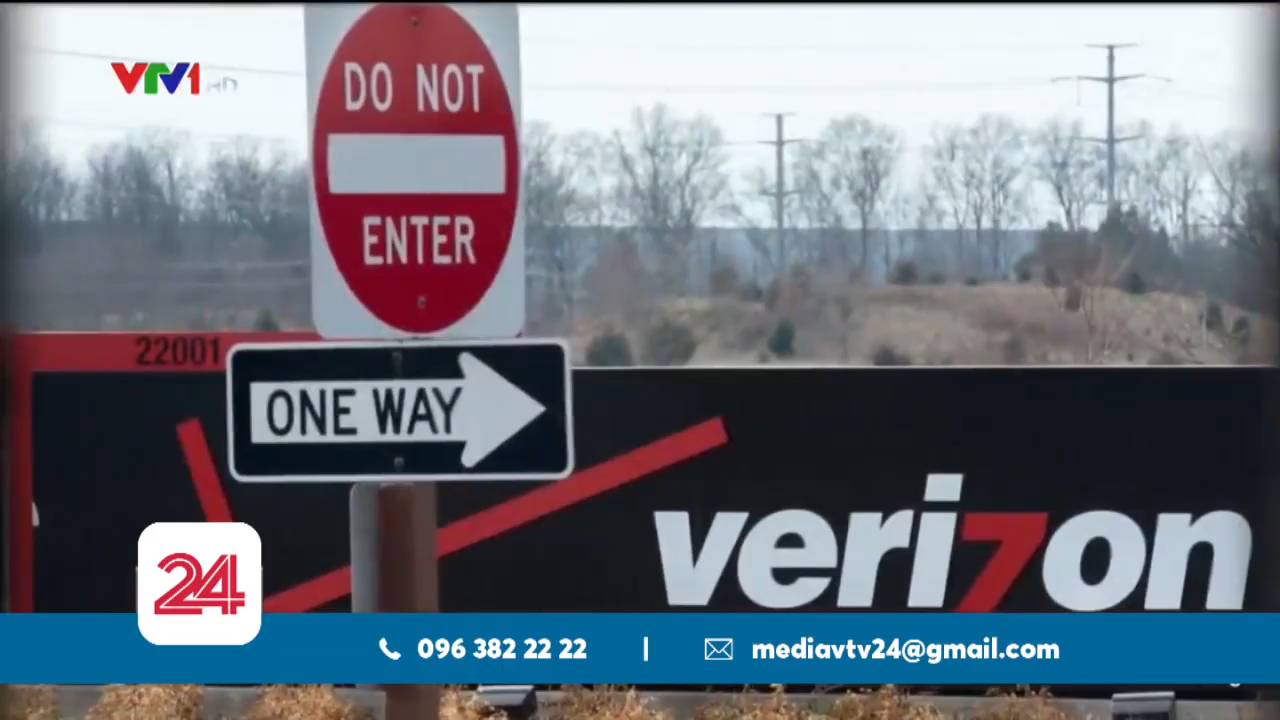 VTV1 HD
DO NOT
ENTER
22001
ONE WAY
verizon
24
096 382 22 22 | mediavtv24@gmail.com